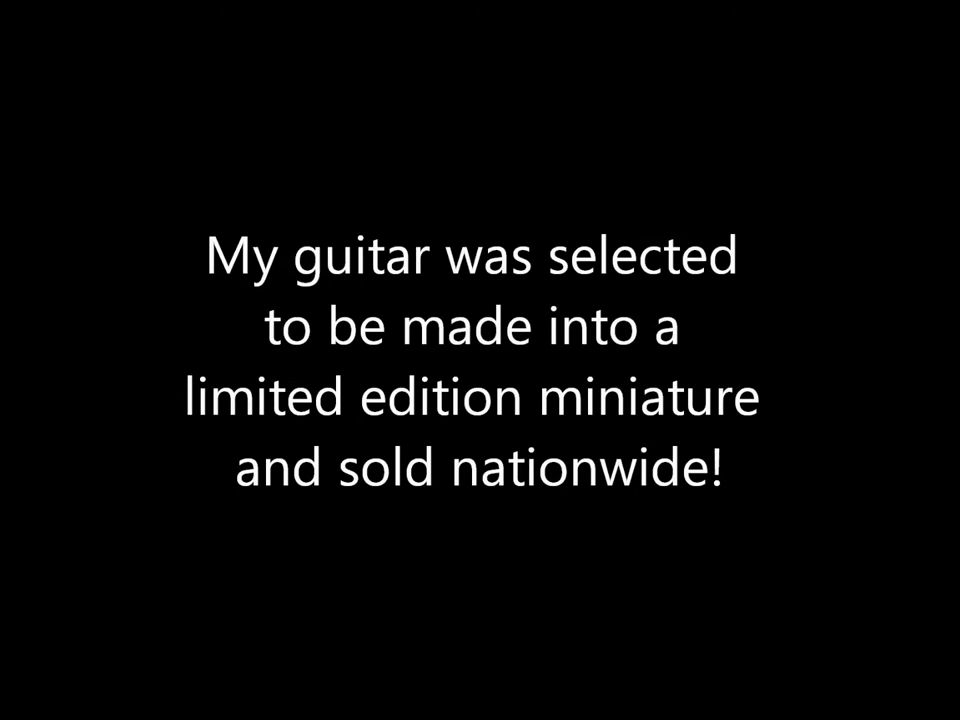 My guitar was selected
to be made into a
limited edition miniature
and sold nationwide!